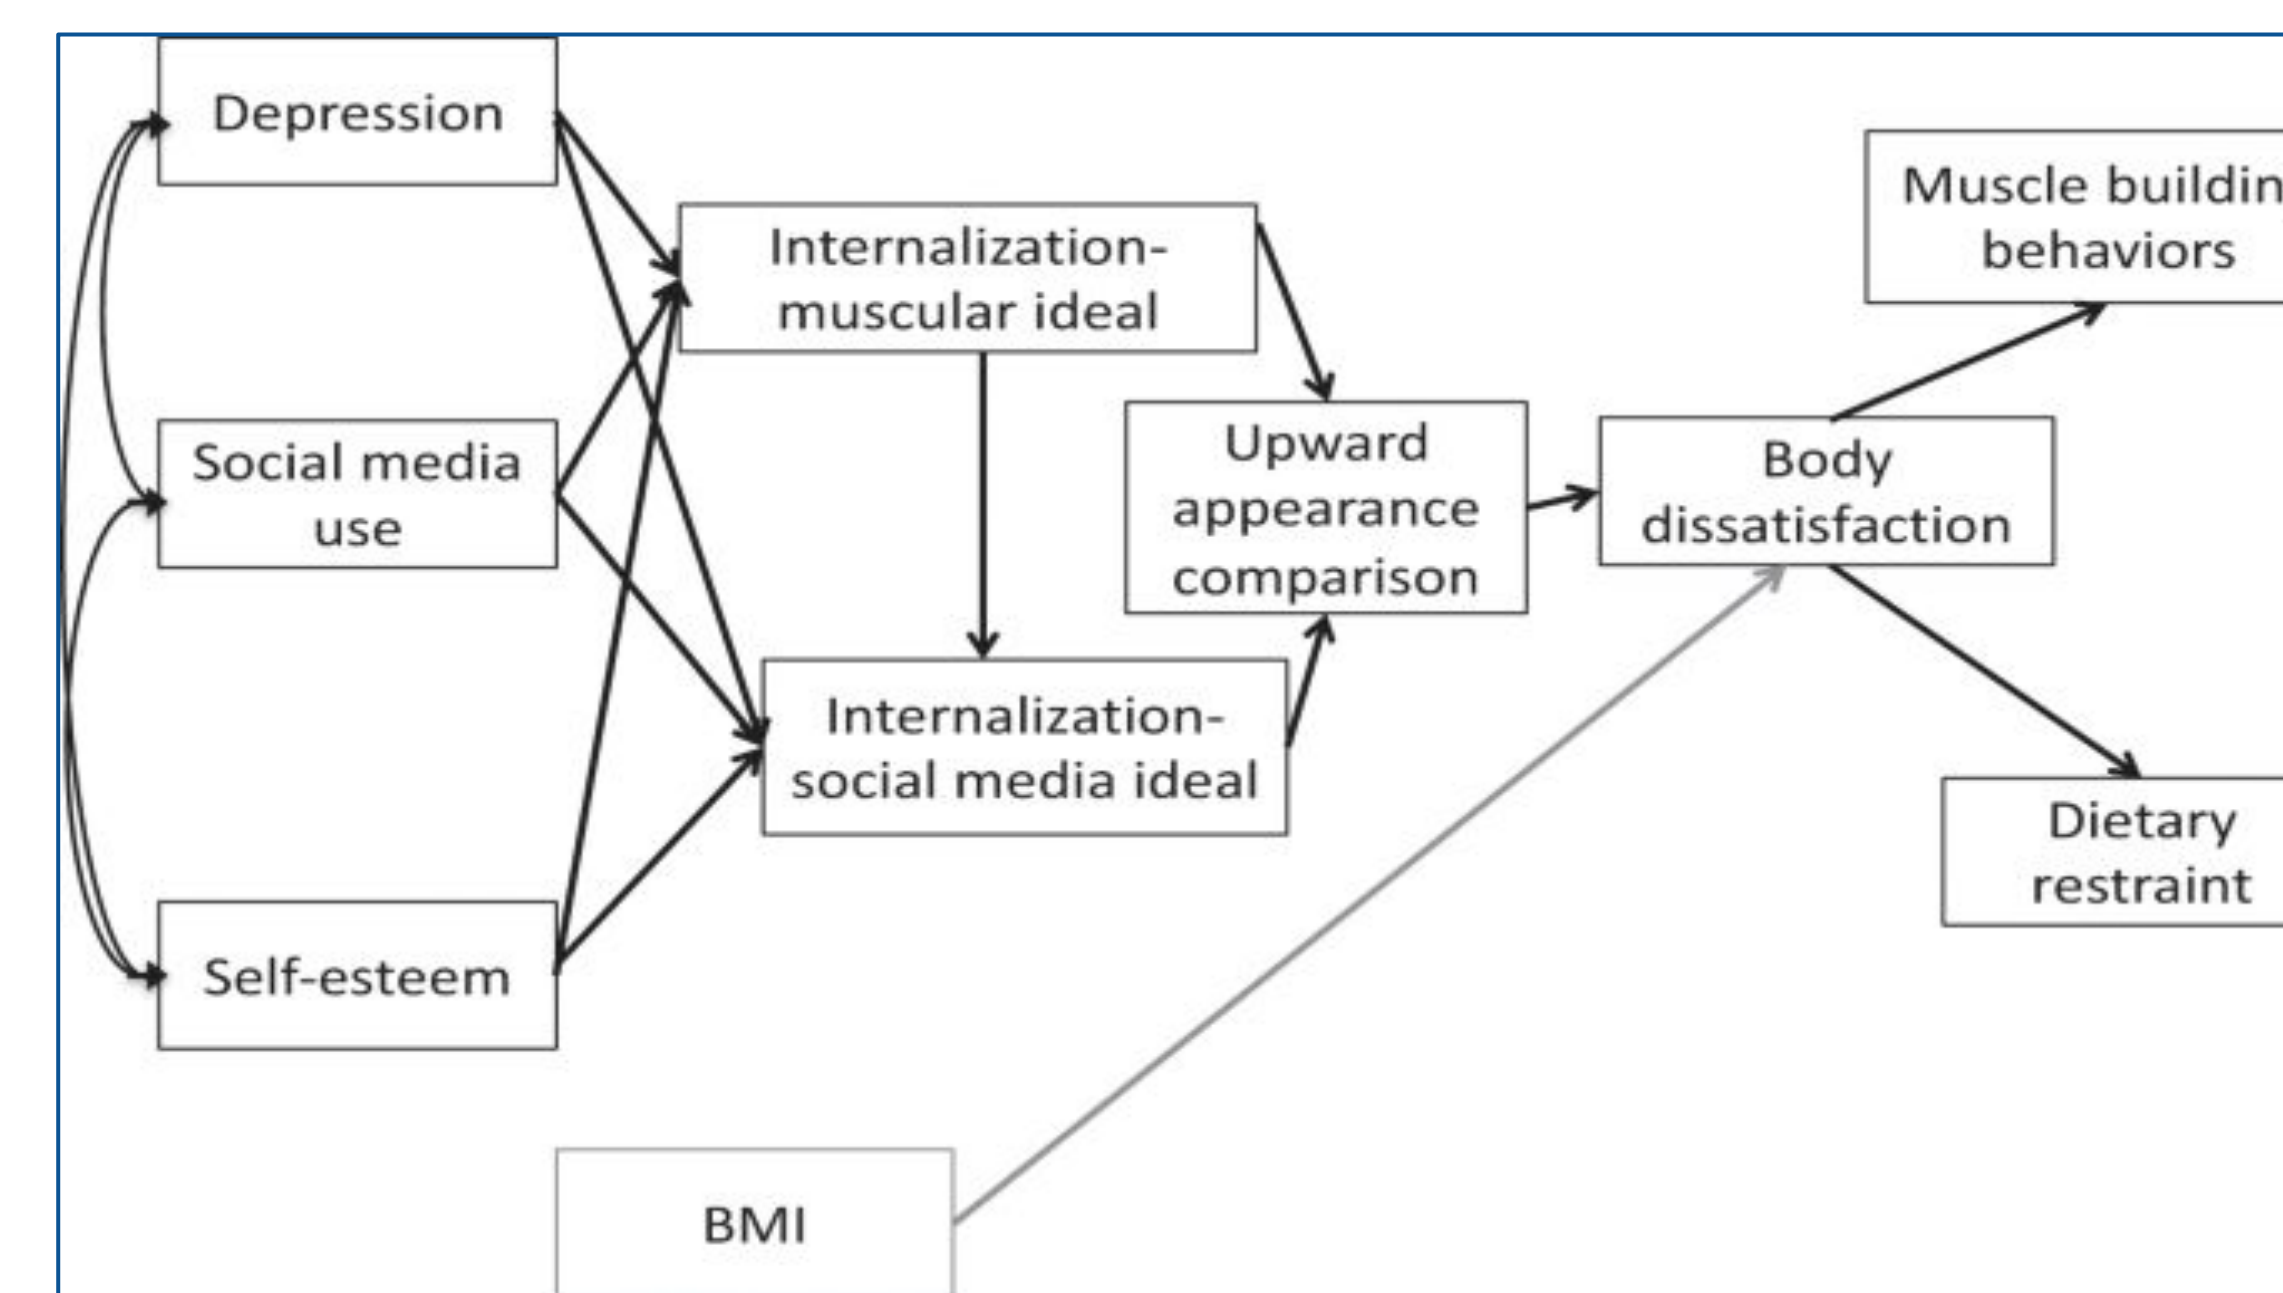 Depression
Muscle buildin
behaviors
Internalization-
muscular ideal
Social media
use
Upward
appearance
comparison
Body
dissatisfaction
Internalization-
social media ideal
Dietary
restraint
Self-esteem
BMI